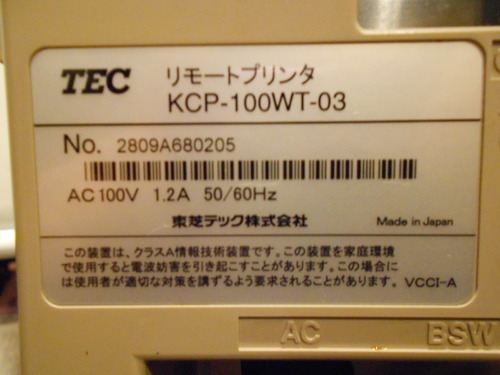 TEC リモートプリンタ
KCP-100WT-03
No. 2809A680205
AC100V 1.2A 50/60Hz
東芝テック株式会社 Made in Japan
この装置は、クラスA情報技術装置です。この装置を家庭環境
で使用すると電波妨害を引き起こすことがあります。この場合に
は使用者が適切な対策を講ずるよう要求されることがあります。 VCCI-A
AC BSW